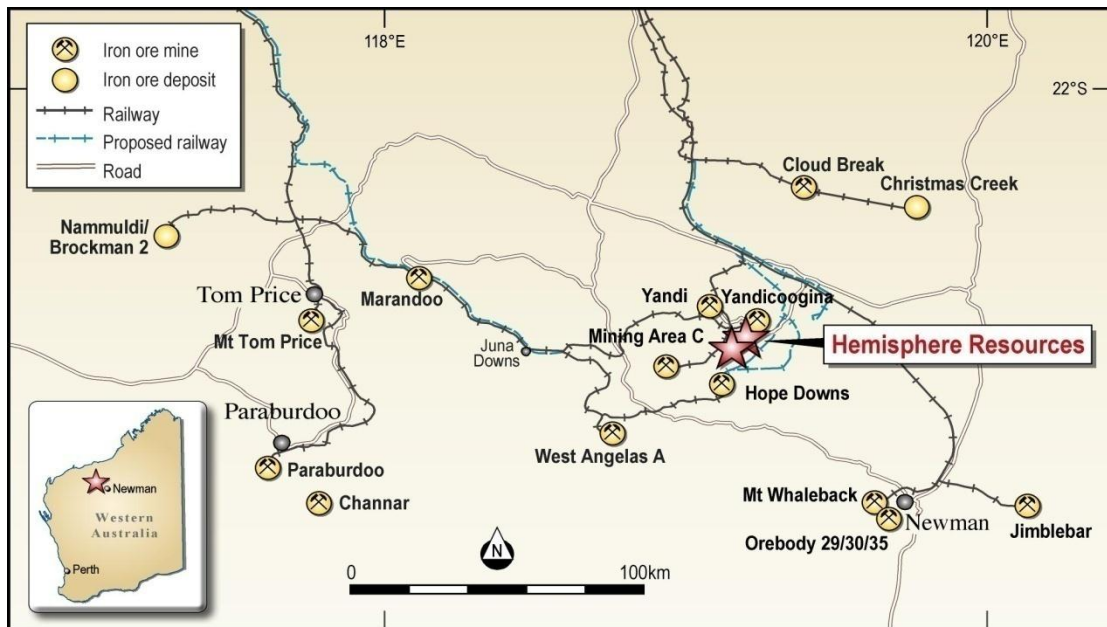 118°E
120°E
22°S
Iron ore mine
Iron ore deposit
Railway
Proposed railway
Road
Cloud Break
Christmas Creek
Nammuldi/
Brockman 2
Tom Price
Marandoo
Mt Tom Price
Yandi
Yandicoogina
Mining Area C
Juna
Downs
Hemisphere Resources
Hope Downs
Paraburdoo
Paraburdoo
Channar
West Angelas A
Mt Whaleback
Newman
Orebody 29/30/35
Jimblebar
Newman
Western
Australia
Perth
N
0
100km